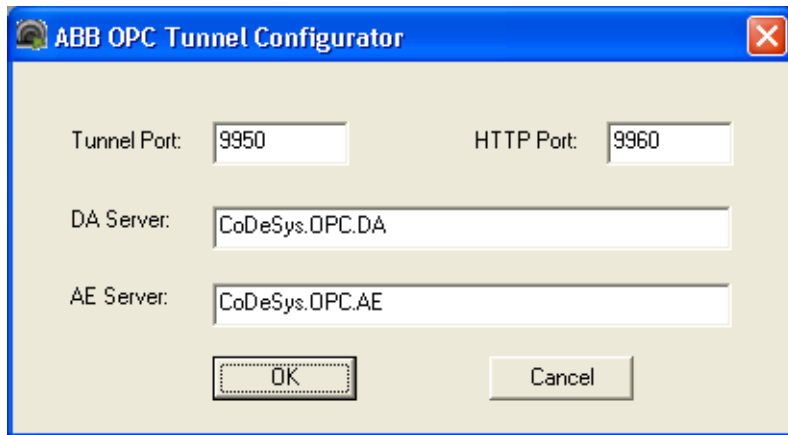 ABB OPC Tunnel Configurator
Tunnel Port: 9950 HTTP Port: 9960
DA Server: CoDeSys.OPC.DA
AE Server: CoDeSys.OPC.AE
OK Cancel